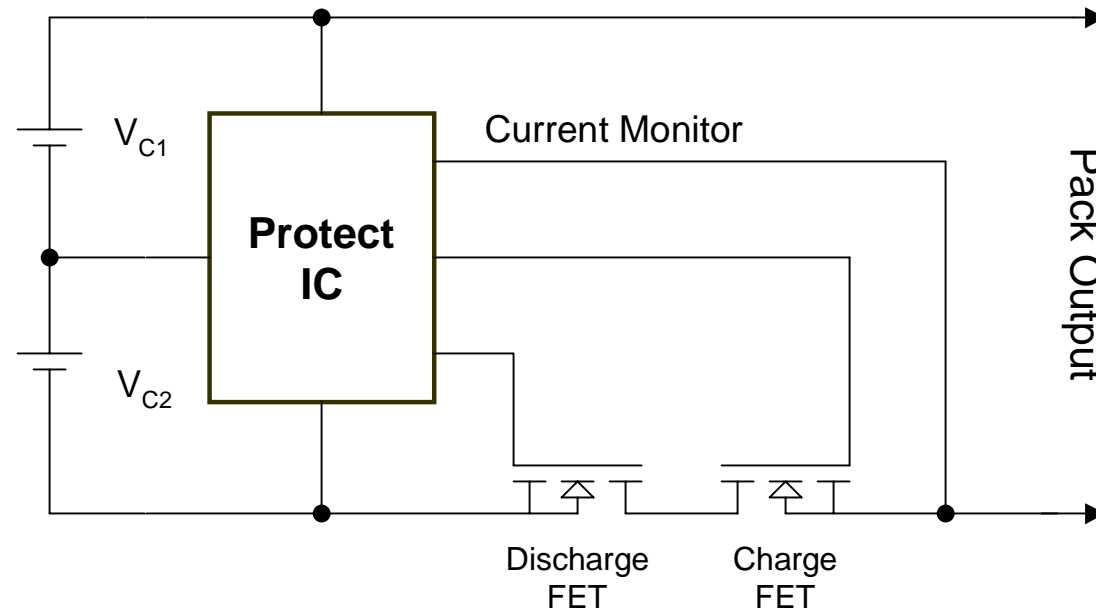 V_C1
Current Monitor
Protect
IC
Pack Output
V_C2
Discharge
FET
Charge
FET